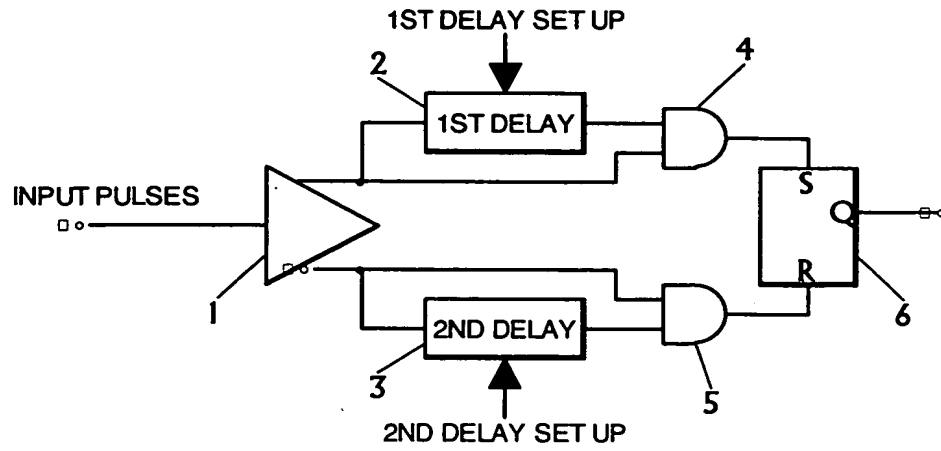 1ST DELAY SET UP
2
4
1ST DELAY
INPUT PULSES
S
1
R
6
2ND DELAY
3
5
2ND DELAY SET UP